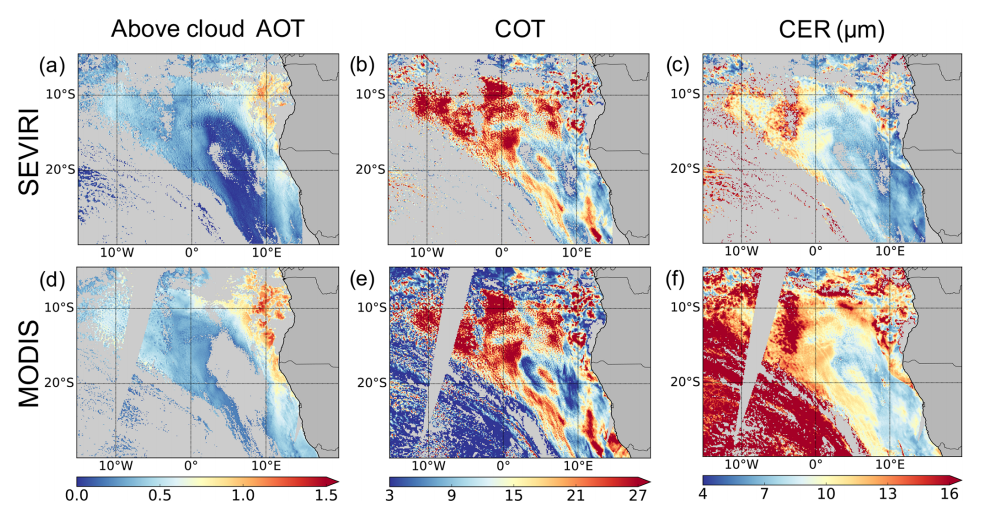 Above cloud AOT COT CER (µm)
SEVIRI
(a) (b) (c)
10°S 10°S 10°S
20°S 20°S 20°S
10°W 0° 10°E 10°W 0° 10°E 10°W 0° 10°E
MODIS
(d) (e) (f)
10°S 10°S 10°S
20°S 20°S 20°S
10°W 0° 10°E 10°W 0° 10°E 10°W 0° 10°E
0.0 0.5 1.0 1.5 3 9 15 21 27 4 7 10 13 16